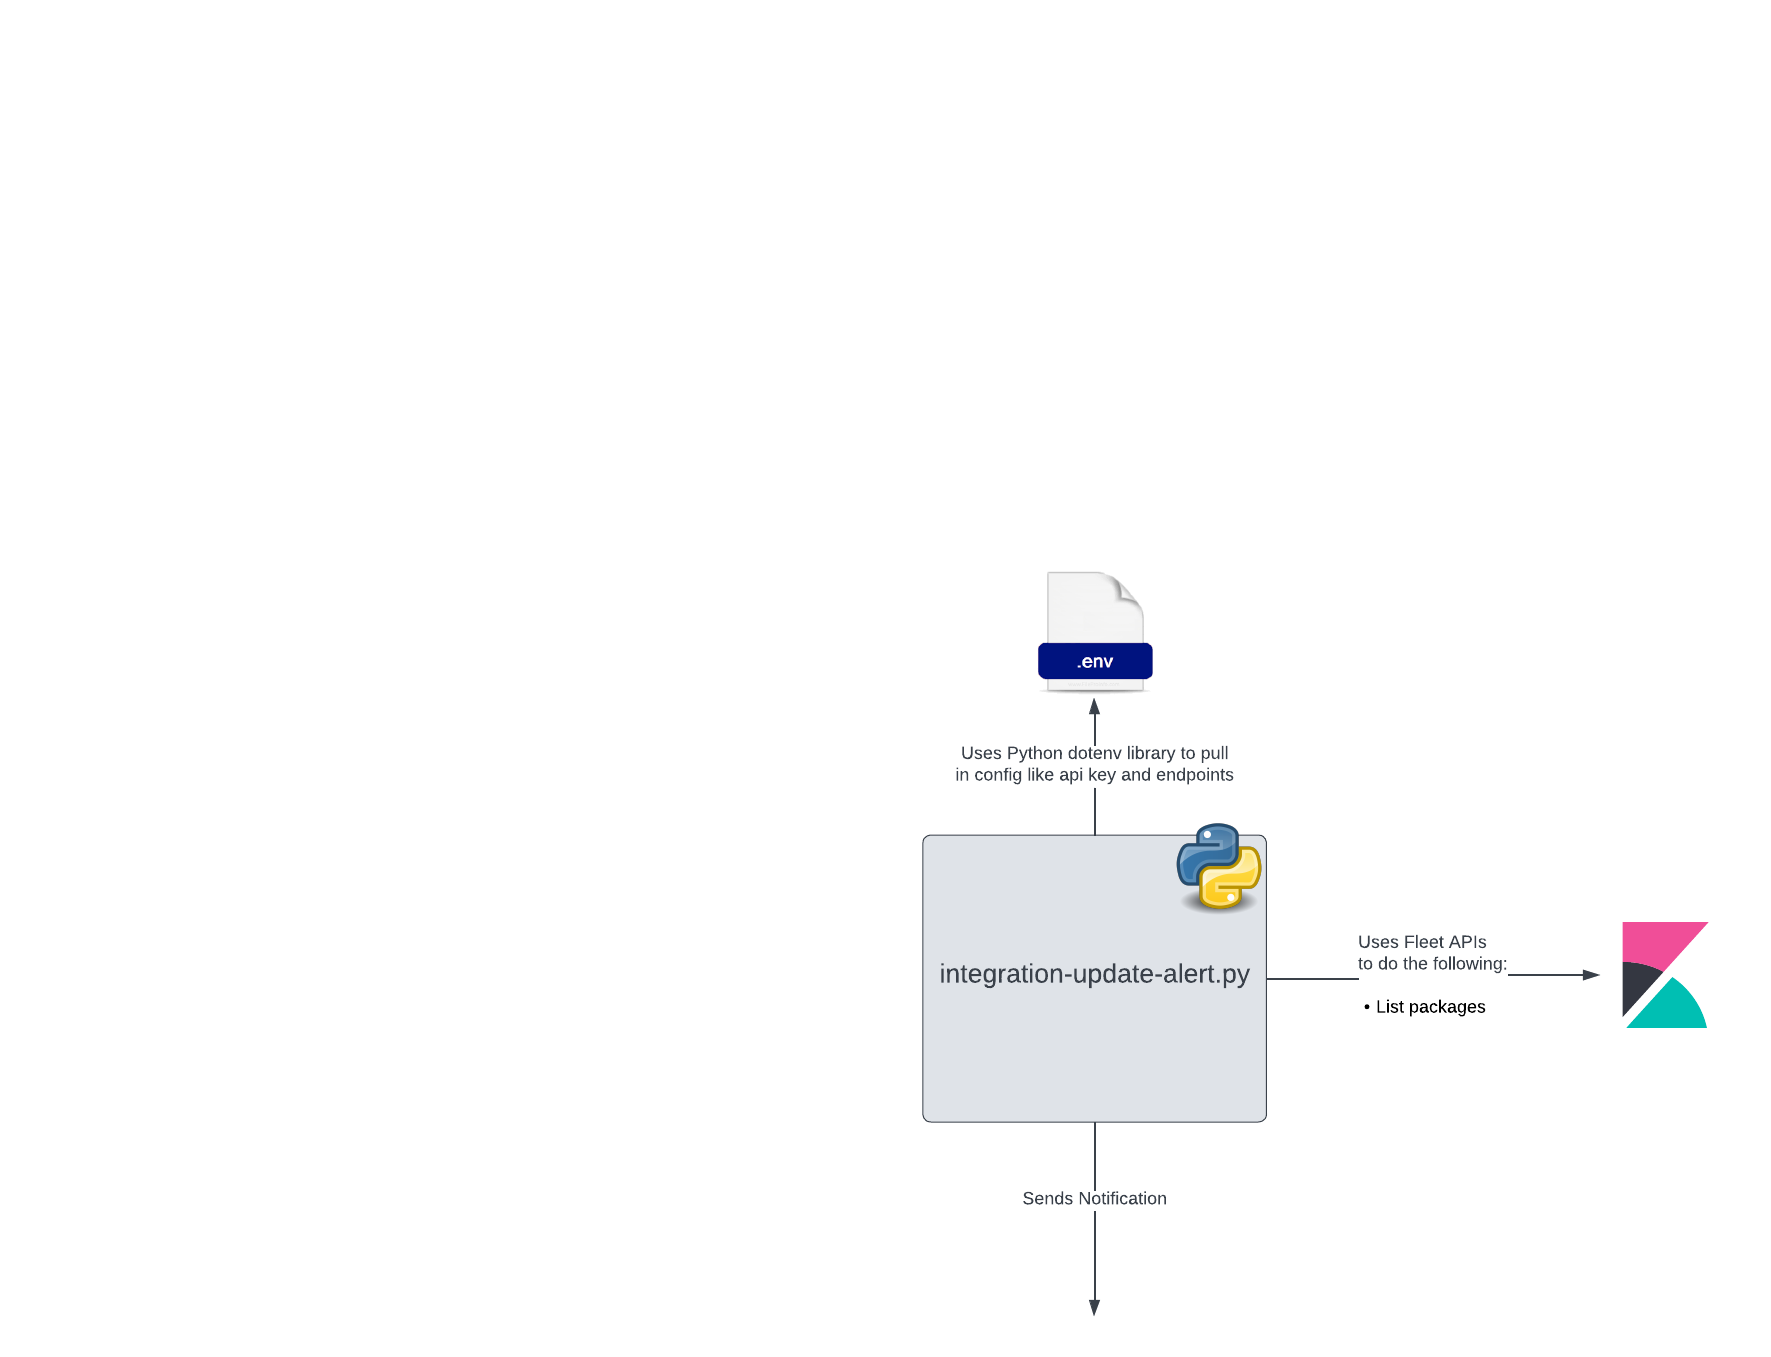 .env
Uses Python dotenv library to pull
in config like api key and endpoints
integration-update-alert.py
Uses Fleet APIs
to do the following:
• List packages
Sends Notification